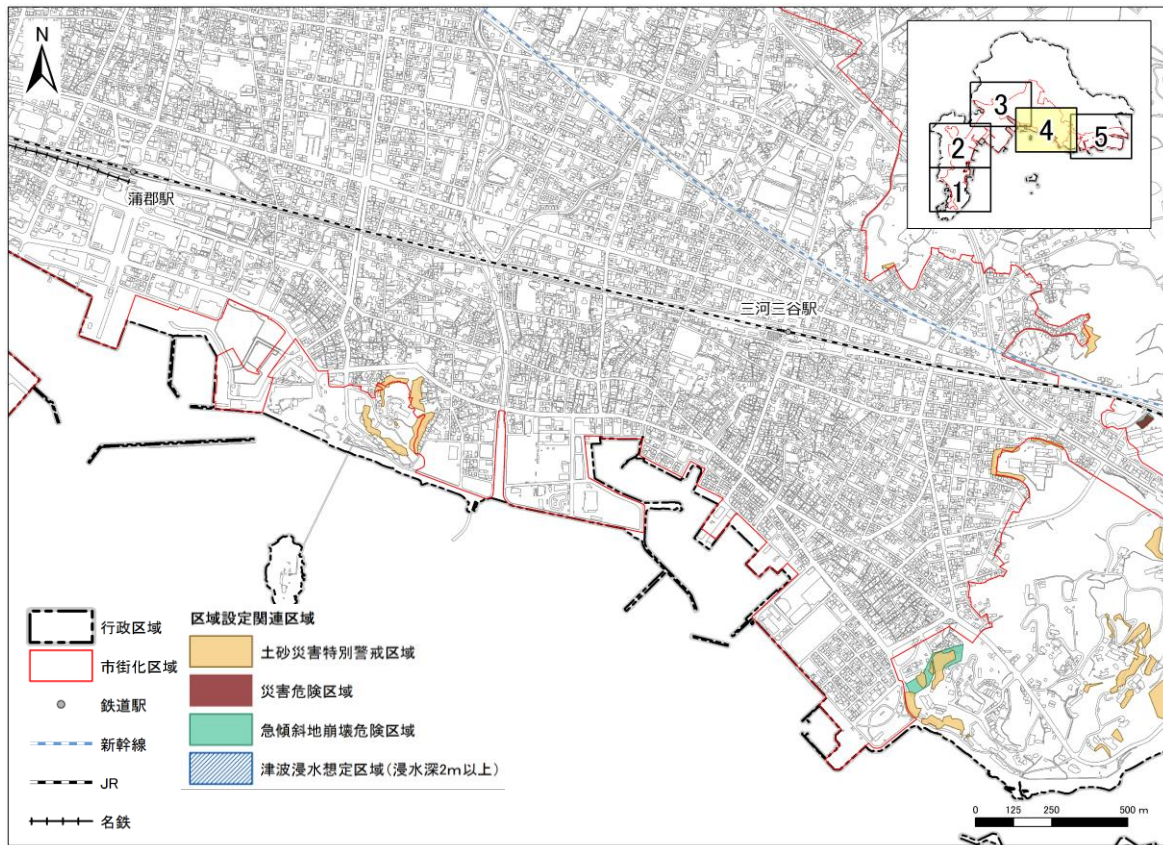 N
3
4
5
2
1
蒲郡駅
三河三谷駅
行政区域
市街化区域
鉄道駅
新幹線
JR
名鉄
区域設定関連区域
土砂災害特別警戒区域
災害危険区域
急傾斜地崩壊危険区域
津波浸水想定区域(浸水深2m以上)
0 125 250 500 m